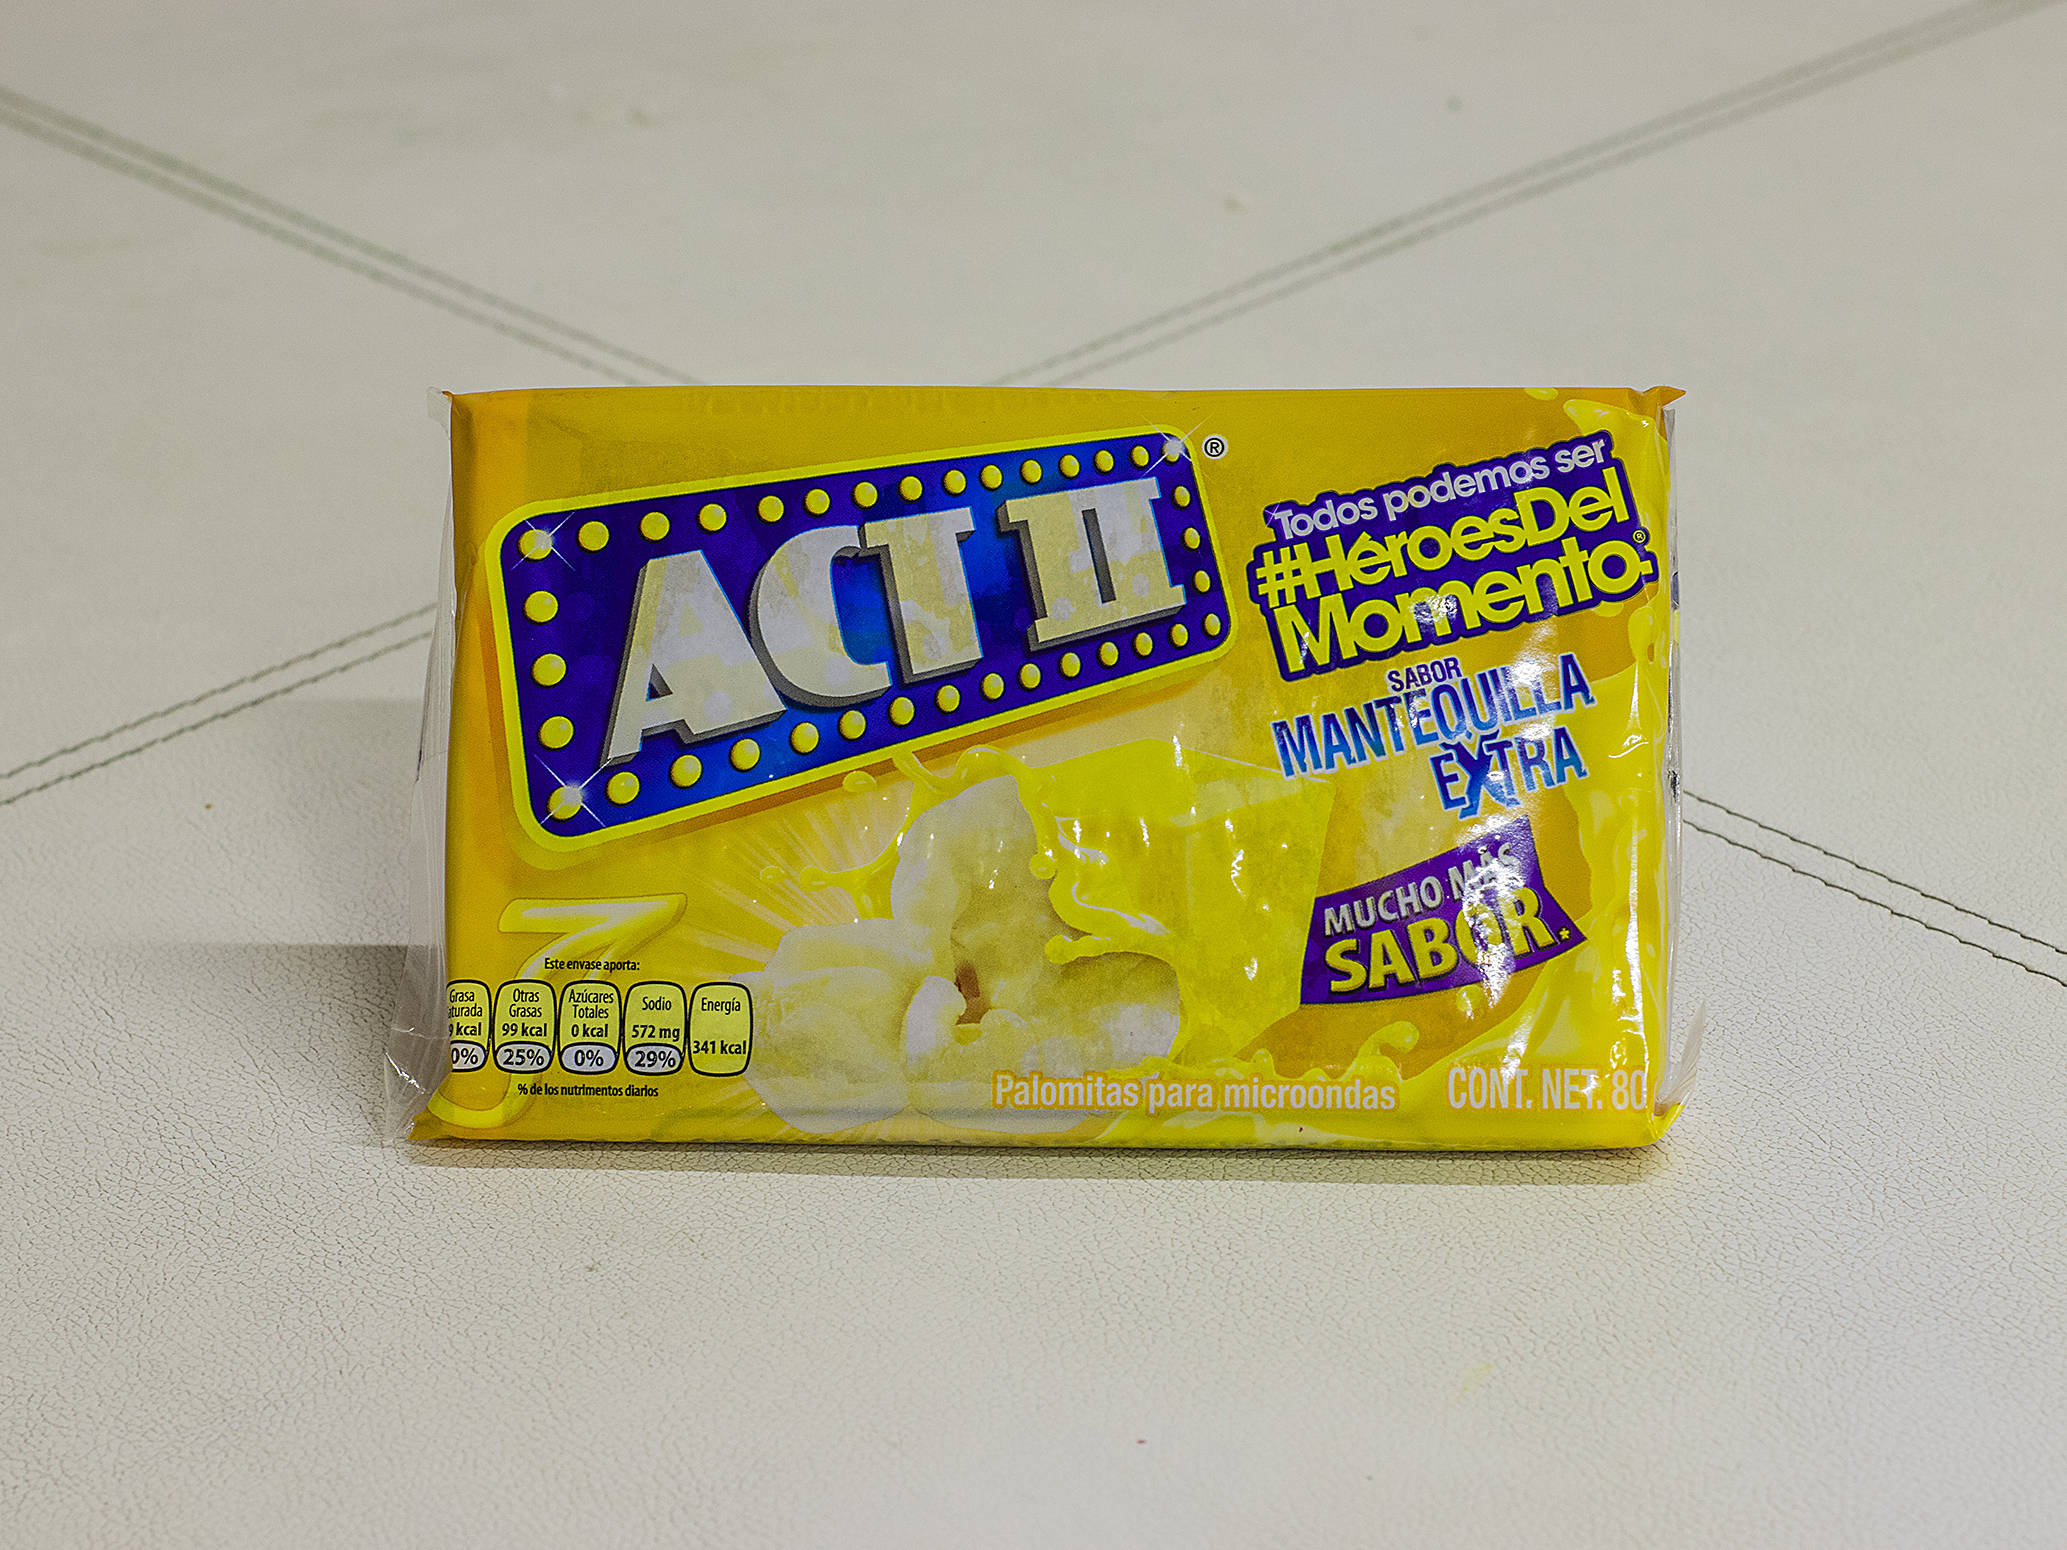 ACT II ®
Todos podemos ser
#HéroesDel
Momento.®
SABOR
MANTEQUILLA
EXTRA
MUCHO MÁS
SABOR.*
Este envase aporta:
Grasa
Otras
Grasas
99 kcal
25%
Azúcares
Totales
0 kcal
0%
Sodio
572 mg
29%
Energía
341 kcal
% de los nutrimentos diarios
Palomitas para microondas
CONT. NET. 80